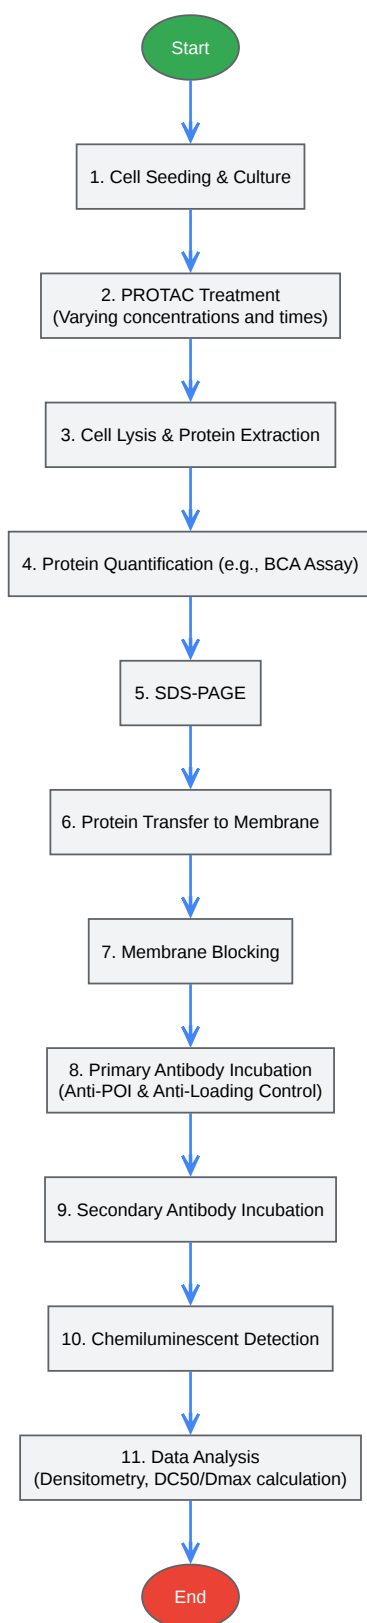 Start
1. Cell Seeding & Culture
2. PROTAC Treatment
(Varying concentrations and times)
3. Cell Lysis & Protein Extraction
4. Protein Quantification (e.g., BCA Assay)
5. SDS-PAGE
6. Protein Transfer to Membrane
7. Membrane Blocking
8. Primary Antibody Incubation
(Anti-POI & Anti-Loading Control)
9. Secondary Antibody Incubation
10. Chemiluminescent Detection
11. Data Analysis
(Densitometry, DC50/Dmax calculation)
End